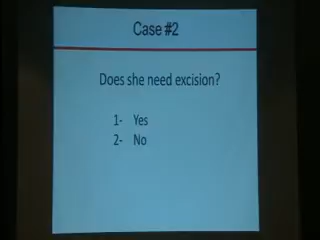 Case #2
Does she need excision?
1- Yes
2- No